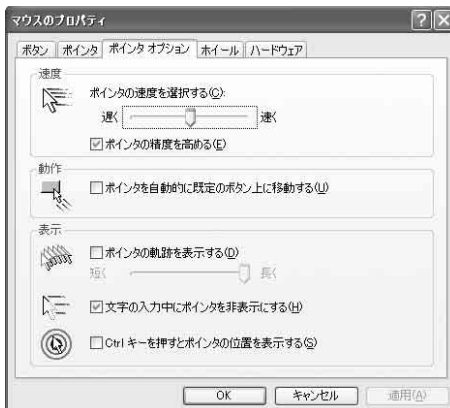 マウスのプロパティ
ボタン ポインタ ポインタ オプション ホイール ハードウェア
速度
ポインタの速度を選択する(C):
遅く 速く
ポインタの精度を高める(E)
動作
ポインタを自動的に既定のボタン上に移動する(U)
表示
ポインタの軌跡を表示する(D)
短く 長く
文字の入力中にポインタを非表示にする(H)
Ctrl キーを押すとポインタの位置を表示する(S)
OK キャンセル 適用(A)